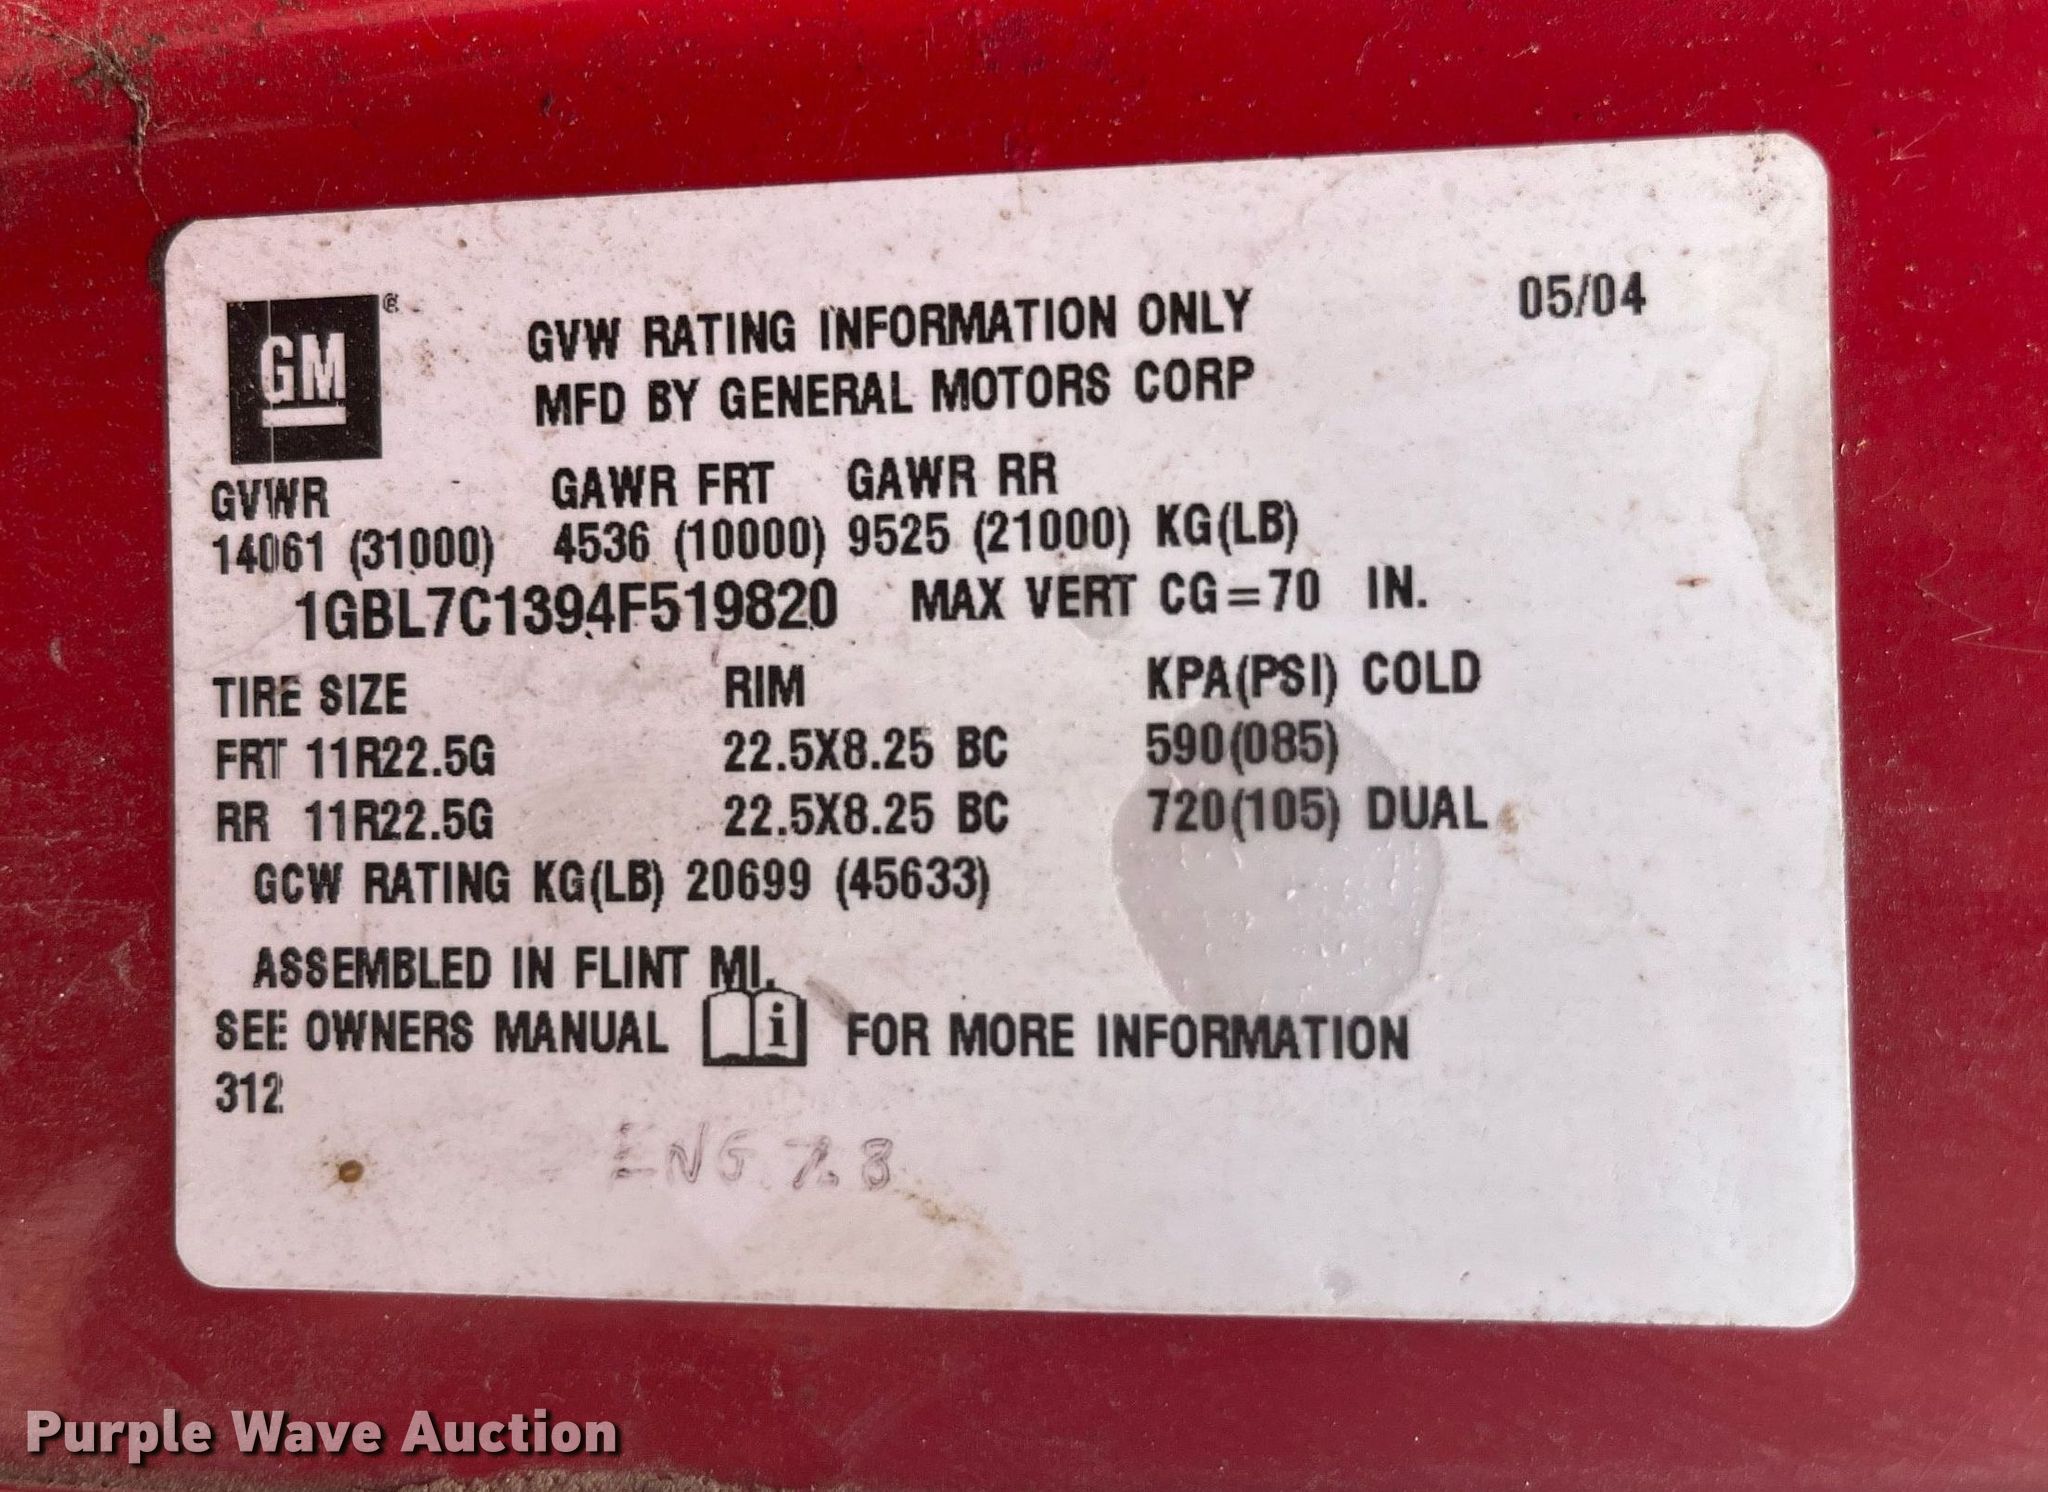 GM ®
GVW RATING INFORMATION ONLY 05/04
MFD BY GENERAL MOTORS CORP
GVWR GAWR FRT GAWR RR
14061 (31000) 4536 (10000) 9525 (21000) KG(LB)
1GBL7C1394F519820 MAX VERT CG=70 IN.
TIRE SIZE RIM KPA(PSI) COLD
FRT 11R22.5G 22.5X8.25 BC 590(085)
RR 11R22.5G 22.5X8.25 BC 720(105) DUAL
GCW RATING KG(LB) 20699 (45633)
ASSEMBLED IN FLINT MI.
SEE OWNERS MANUAL i FOR MORE INFORMATION
312
ENG 7.8
Purple Wave Auction